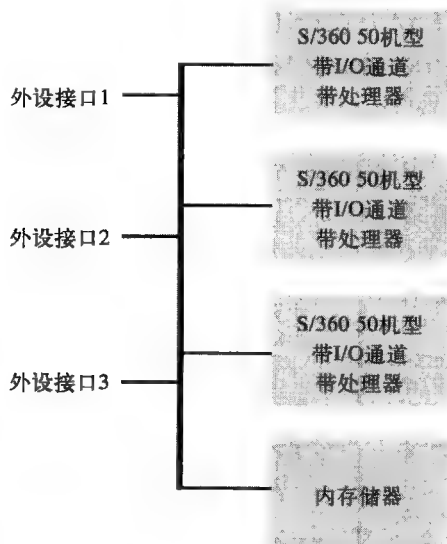 S/360 50机型
带I/O通道
带处理器
外设接口1
S/360 50机型
带I/O通道
带处理器
外设接口2
S/360 50机型
带I/O通道
带处理器
外设接口3
内存储器